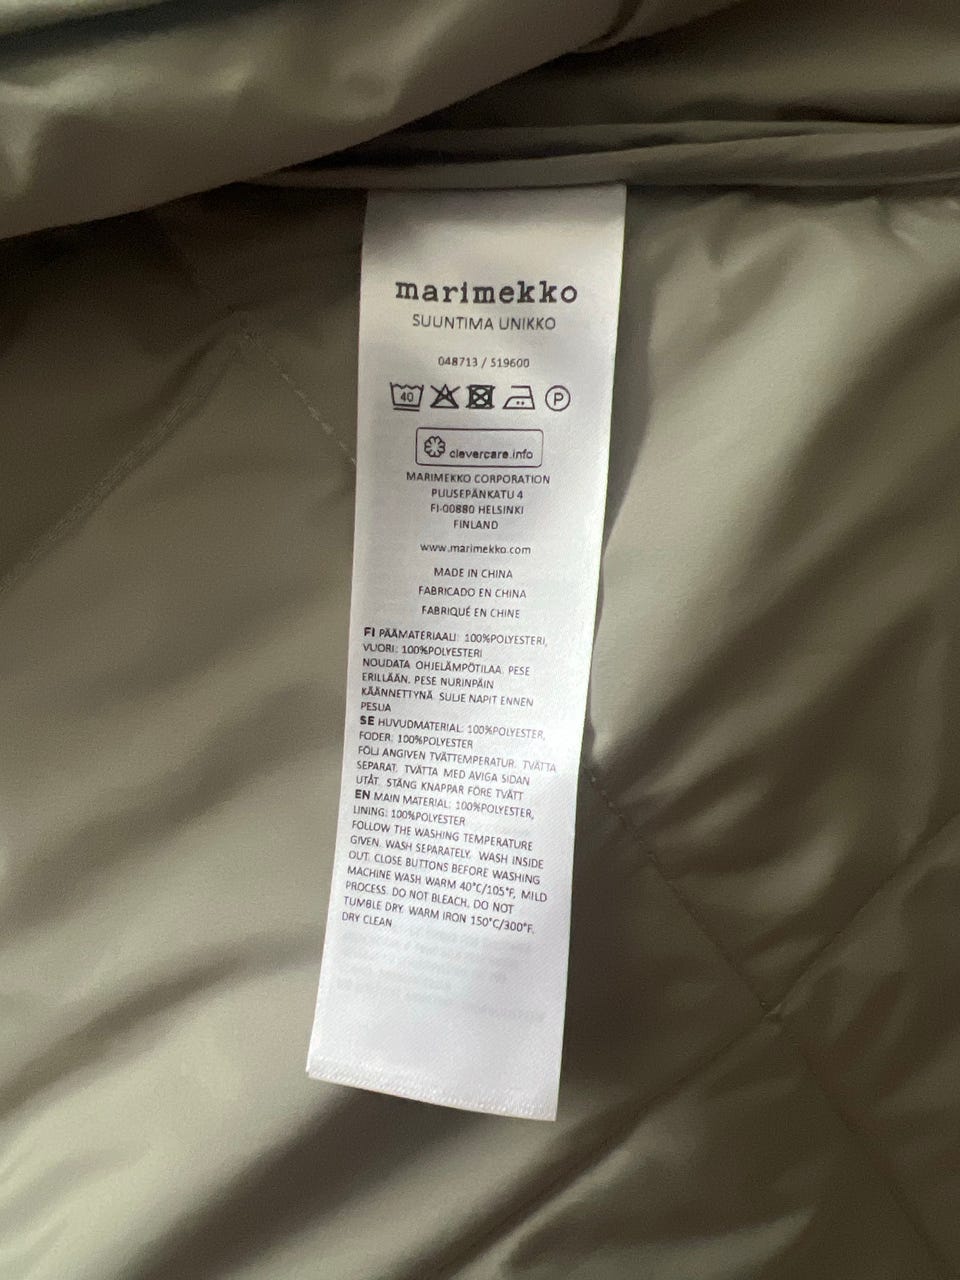 marimekko
SUUNTIMA UNIKKO
048713 / 519600
40
P
clevercare.info
MARIMEKKO CORPORATION
PUUSEPÄNKATU 4
FI-00880 HELSINKI
FINLAND
www.marimekko.com
MADE IN CHINA
FABRICADO EN CHINA
FABRIQUÉ EN CHINE
FI PÄÄMATERIAALI: 100%POLYESTERI,
VUORI: 100%POLYESTERI
NOUDATA OHJELÄMPÖTILAA. PESE
ERILLÄÄN. PESE NURINPÄIN
KÄÄNNETTYNÄ. SULJE NAPIT ENNEN
PESUA
SE HUVUDMATERIAL: 100%POLYESTER,
FODER: 100%POLYESTER
FÖLJ ANGIVEN TVÄTTEMPERATUR. TVÄTTA
SEPARAT. TVÄTTA MED AVIGA SIDAN
UTÅT. STÄNG KNAPPAR FÖRE TVÄTT
EN MAIN MATERIAL: 100%POLYESTER,
LINING: 100%POLYESTER
FOLLOW THE WASHING TEMPERATURE
GIVEN. WASH SEPARATELY. WASH INSIDE
OUT. CLOSE BUTTONS BEFORE WASHING
MACHINE WASH WARM 40°C/105°F, MILD
PROCESS. DO NOT BLEACH. DO NOT
TUMBLE DRY. WARM IRON 150°C/300°F.
DRY CLEAN